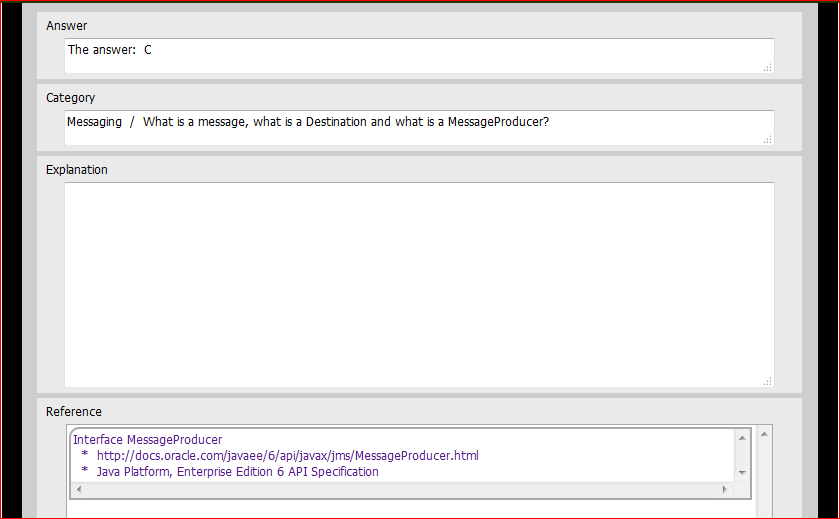 Answer
The answer:  C
Category
Messaging  /  What is a message, what is a Destination and what is a MessageProducer?
Explanation
Reference
Interface MessageProducer
* http://docs.oracle.com/javaee/6/api/javax/jms/MessageProducer.html
* Java Platform, Enterprise Edition 6 API Specification